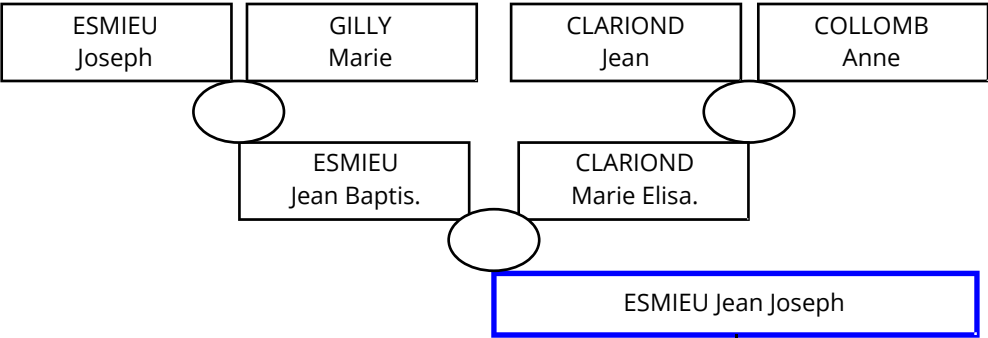 ESMIEU
Joseph
GILLY
Marie
CLARIOND
Jean
COLLOMB
Anne
ESMIEU
Jean Baptis.
CLARIOND
Marie Elisa.
ESMIEU Jean Joseph